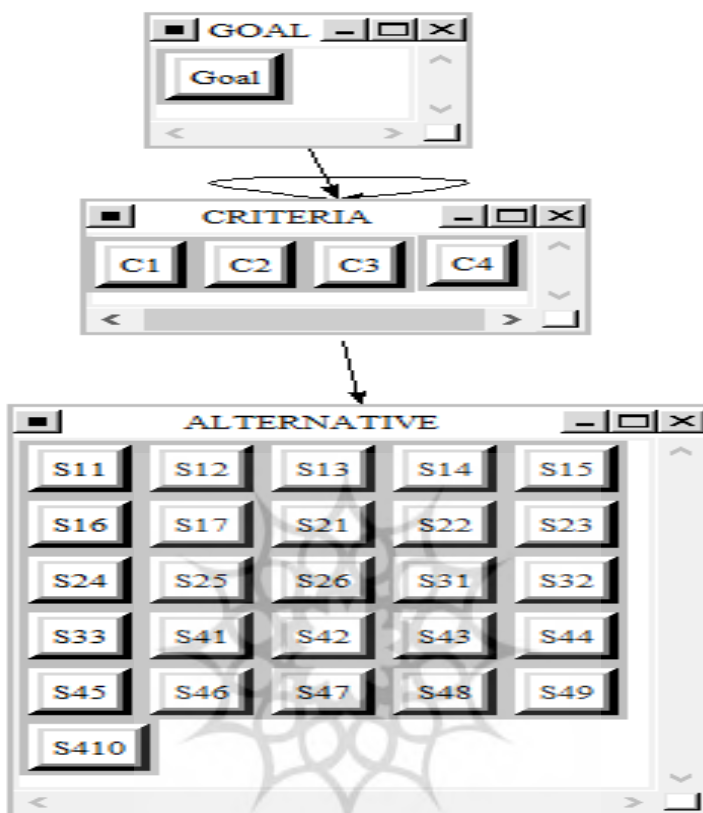 GOAL
Goal
CRITERIA
C1 C2 C3 C4
ALTERNATIVE
S11 S12 S13 S14 S15
S16 S17 S21 S22 S23
S24 S25 S26 S31 S32
S33 S41 S42 S43 S44
S45 S46 S47 S48 S49
S410